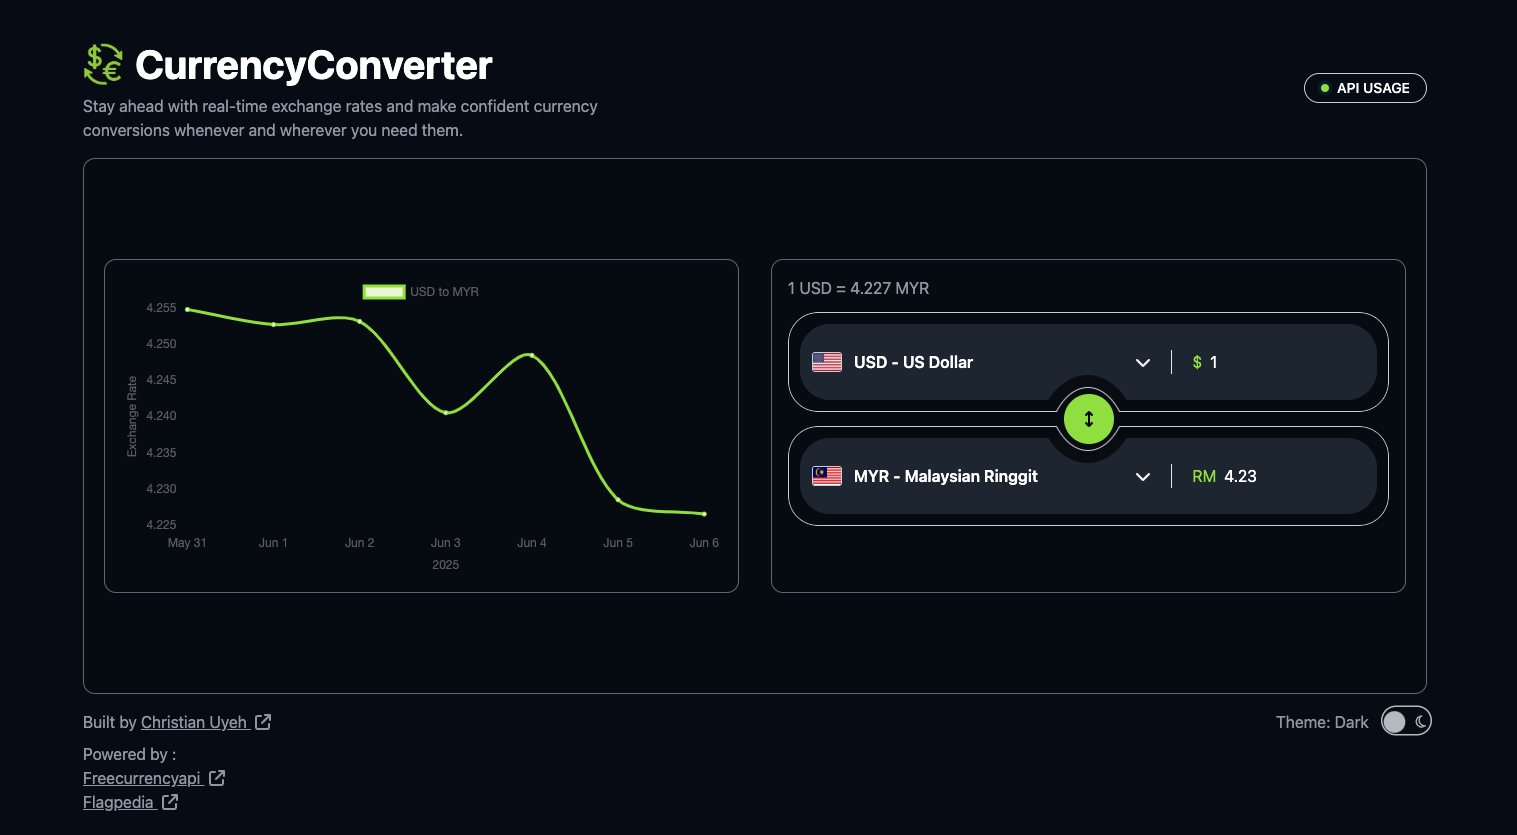 CurrencyConverter
Stay ahead with real-time exchange rates and make confident currency
conversions whenever and wherever you need them.
API USAGE
USD to MYR
4.255
4.250
4.245
4.240
4.235
4.230
4.225
Exchange Rate
May 31 Jun 1 Jun 2 Jun 3 Jun 4 Jun 5 Jun 6
2025
1 USD = 4.227 MYR
USD - US Dollar $ 1
MYR - Malaysian Ringgit RM 4.23
Built by Christian Uyeh
Theme: Dark
Powered by :
Freecurrencyapi
Flagpedia